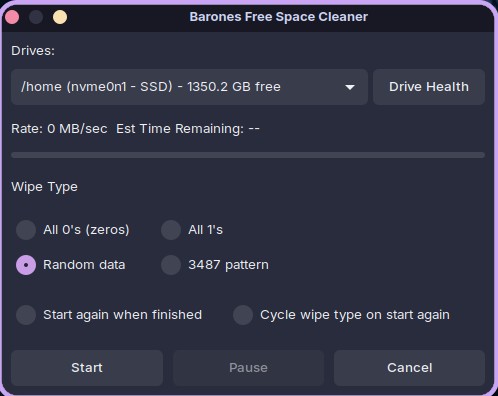 Barones Free Space Cleaner
Drives:
/home (nvme0n1 - SSD) - 1350.2 GB free
Drive Health
Rate: 0 MB/sec  Est Time Remaining: --
Wipe Type
All 0's (zeros)
All 1's
Random data
3487 pattern
Start again when finished
Cycle wipe type on start again
Start
Pause
Cancel